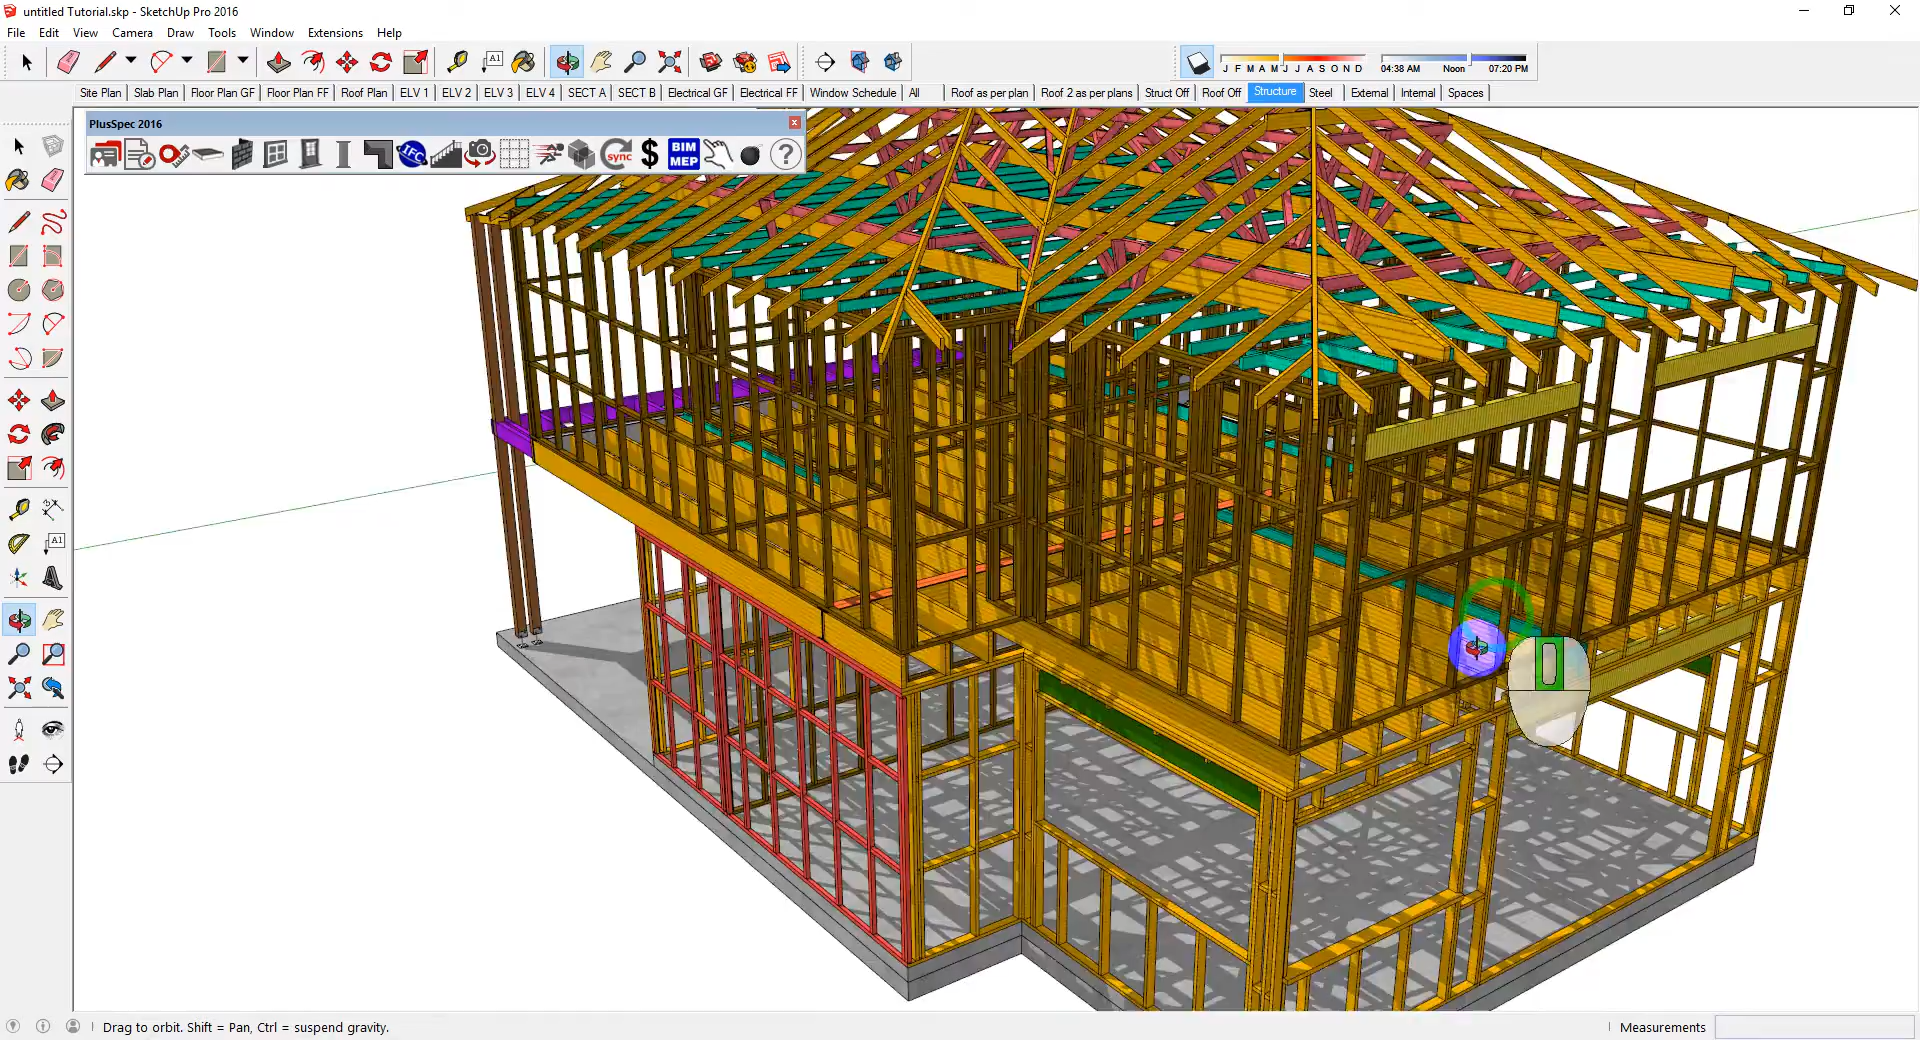 untitled Tutorial.skp - SketchUp Pro 2016
File Edit View Camera Draw Tools Window Extensions Help
A1
J F M A M J J A S O N D
04:38 AM Noon 07:20 PM
Site Plan Slab Plan Floor Plan GF Floor Plan FF Roof Plan ELV 1 ELV 2 ELV 3 ELV 4 SECT A SECT B Electrical GF Electrical FF Window Schedule All Roof as per plan Roof 2 as per plans Struct Off Roof Off Structure Steel External Internal Spaces
PlusSpec 2016
IFC sync $ BIM MEP ?
A1
Drag to orbit. Shift = Pan, Ctrl = suspend gravity.
Measurements